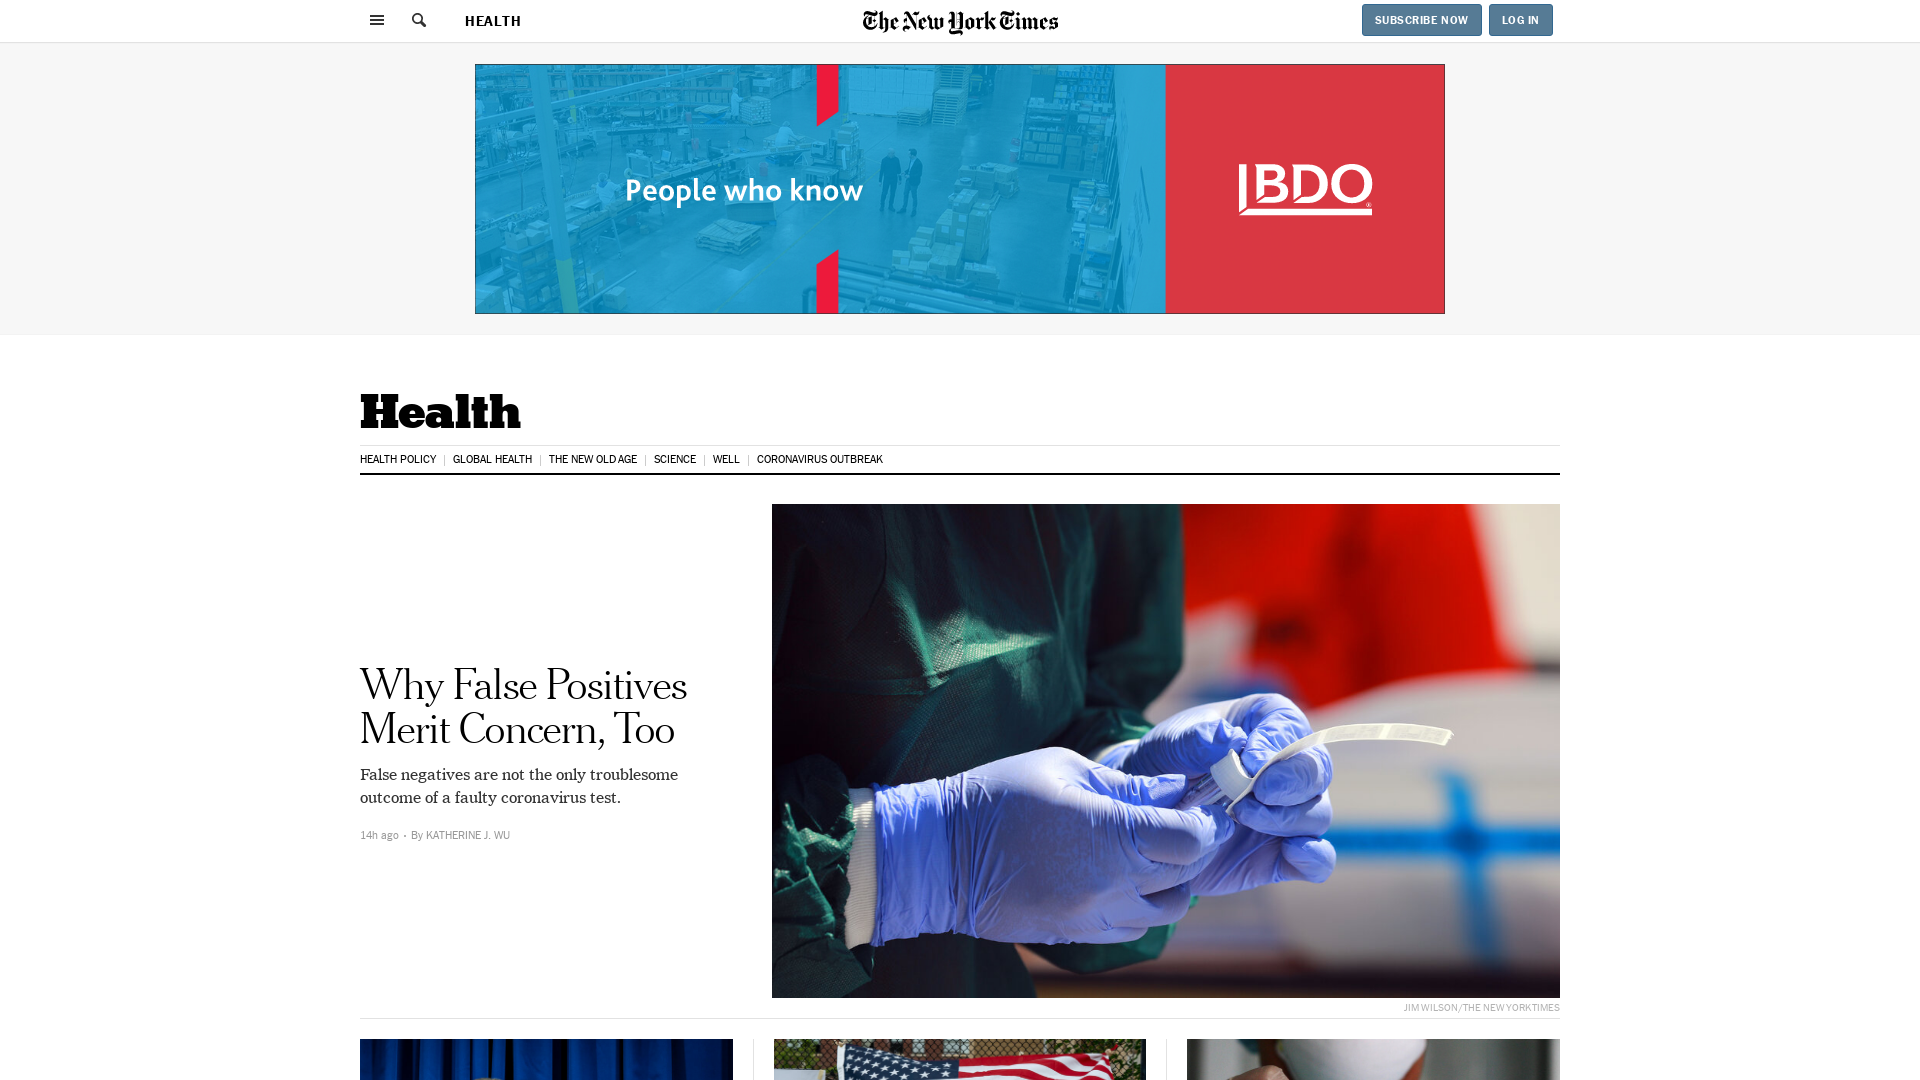 HEALTH
The New York Times
SUBSCRIBE NOW
LOG IN
People who know
BDO
Health
HEALTH POLICY
GLOBAL HEALTH
THE NEW OLD AGE
SCIENCE
WELL
CORONAVIRUS OUTBREAK
Why False Positives
Merit Concern, Too
False negatives are not the only troublesome
outcome of a faulty coronavirus test.
14h ago · By KATHERINE J. WU
JIM WILSON/THE NEW YORK TIMES